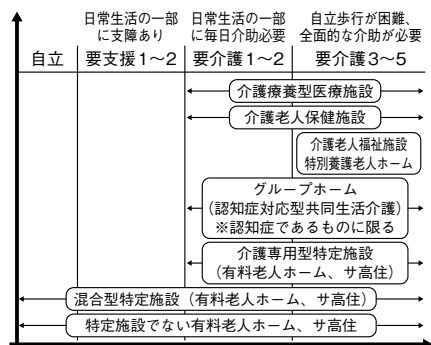 日常生活の一部
に支障あり
日常生活の一部
に毎日介助必要
自立歩行が困難、
全面的な介助が必要
自立
要支援1〜2
要介護1〜2
要介護3〜5
介護療養型医療施設
介護老人保健施設
介護老人福祉施設
特別養護老人ホーム
グループホーム
(認知症対応型共同生活介護)
※認知症であるものに限る
介護専用型特定施設
(有料老人ホーム、サ高住)
混合型特定施設(有料老人ホーム、サ高住)
特定施設でない有料老人ホーム、サ高住